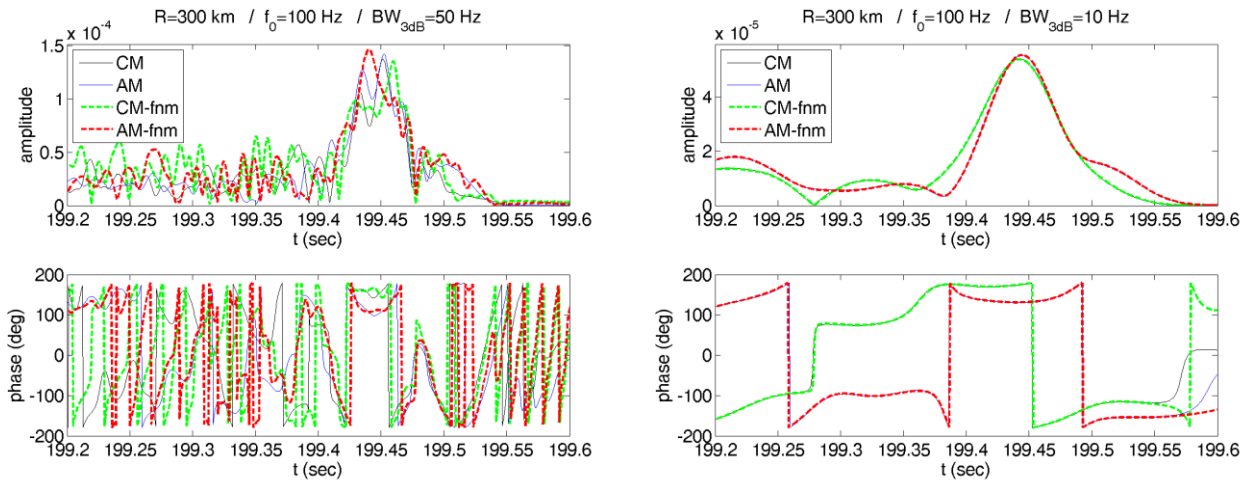 R=300 km / f₀=100 Hz / BW₃dB=50 Hz
x 10⁻⁴
1.5
1
0.5
0
amplitude
CM
AM
CM-fnm
AM-fnm
199.2 199.25 199.3 199.35 199.4 199.45 199.5 199.55 199.6
t (sec)
200
100
0
-100
-200
phase (deg)
199.2 199.25 199.3 199.35 199.4 199.45 199.5 199.55 199.6
t (sec)
R=300 km / f₀=100 Hz / BW₃dB=10 Hz
x 10⁻⁵
4
2
0
amplitude
CM
AM
CM-fnm
AM-fnm
199.2 199.25 199.3 199.35 199.4 199.45 199.5 199.55 199.6
t (sec)
200
100
0
-100
-200
phase (deg)
199.2 199.25 199.3 199.35 199.4 199.45 199.5 199.55 199.6
t (sec)